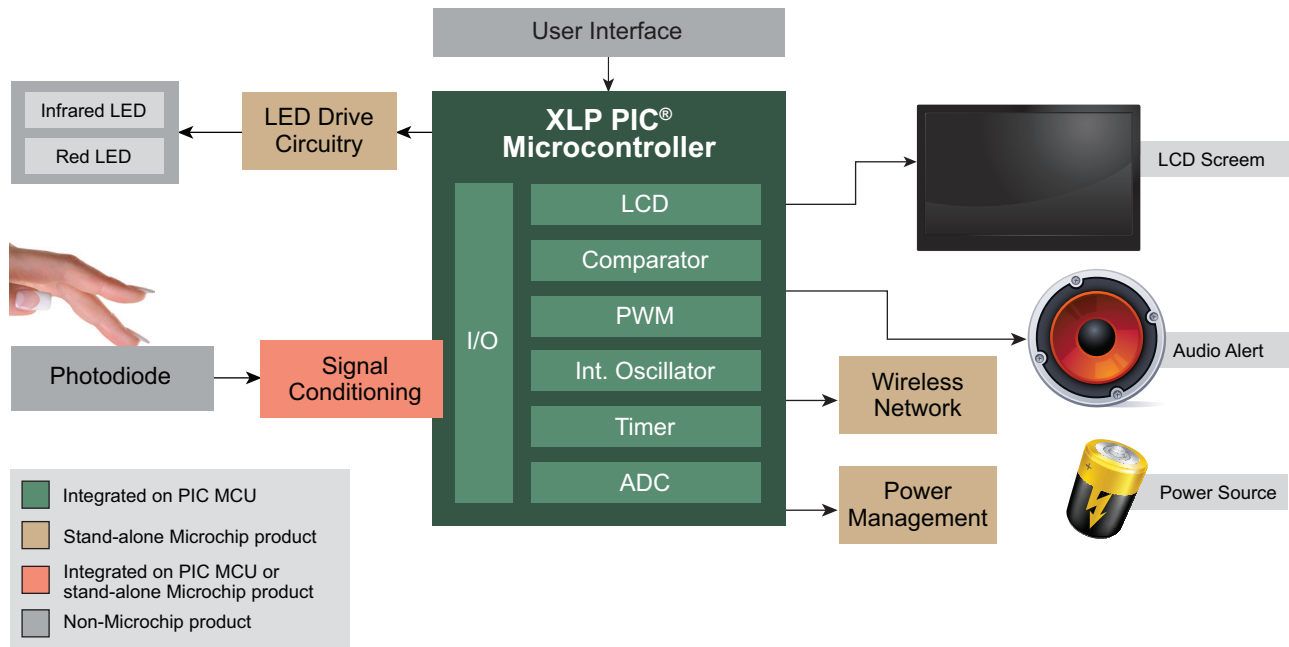 User Interface
Infrared LED
Red LED
LED Drive
Circuitry
XLP PIC®
Microcontroller
I/O
LCD
Comparator
PWM
Int. Oscillator
Timer
ADC
LCD Screem
Audio Alert
Photodiode
Signal
Conditioning
Wireless
Network
Power
Management
Power Source
+
Integrated on PIC MCU
Stand-alone Microchip product
Integrated on PIC MCU or
stand-alone Microchip product
Non-Microchip product